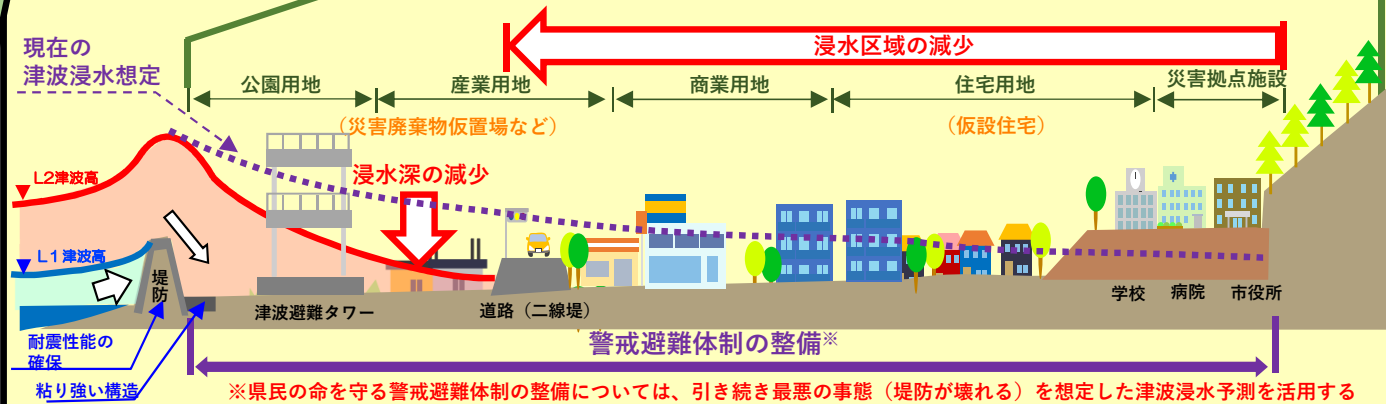 現在の
津波浸水想定
浸水区域の減少
公園用地
産業用地
商業用地
住宅用地
災害拠点施設
（災害廃棄物仮置場など）
（仮設住宅）
浸水深の減少
L2津波高
L1津波高
堤防
津波避難タワー
道路（二線堤）
学校
病院
市役所
耐震性能の
確保
粘り強い構造
警戒避難体制の整備※
※県民の命を守る警戒避難体制の整備については、引き続き最悪の事態（堤防が壊れる）を想定した津波浸水予測を活用する